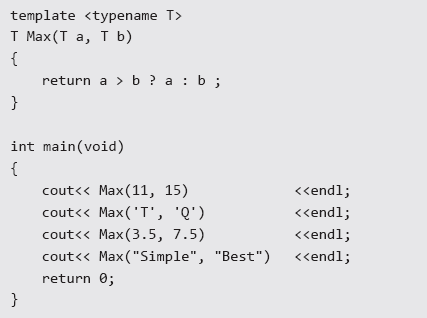 template <typename T>
T Max(T a, T b)
{
    return a > b ? a : b ;
}

int main(void)
{
    cout<< Max(11, 15)             <<endl;
    cout<< Max('T', 'Q')           <<endl;
    cout<< Max(3.5, 7.5)           <<endl;
    cout<< Max("Simple", "Best")   <<endl;
    return 0;
}